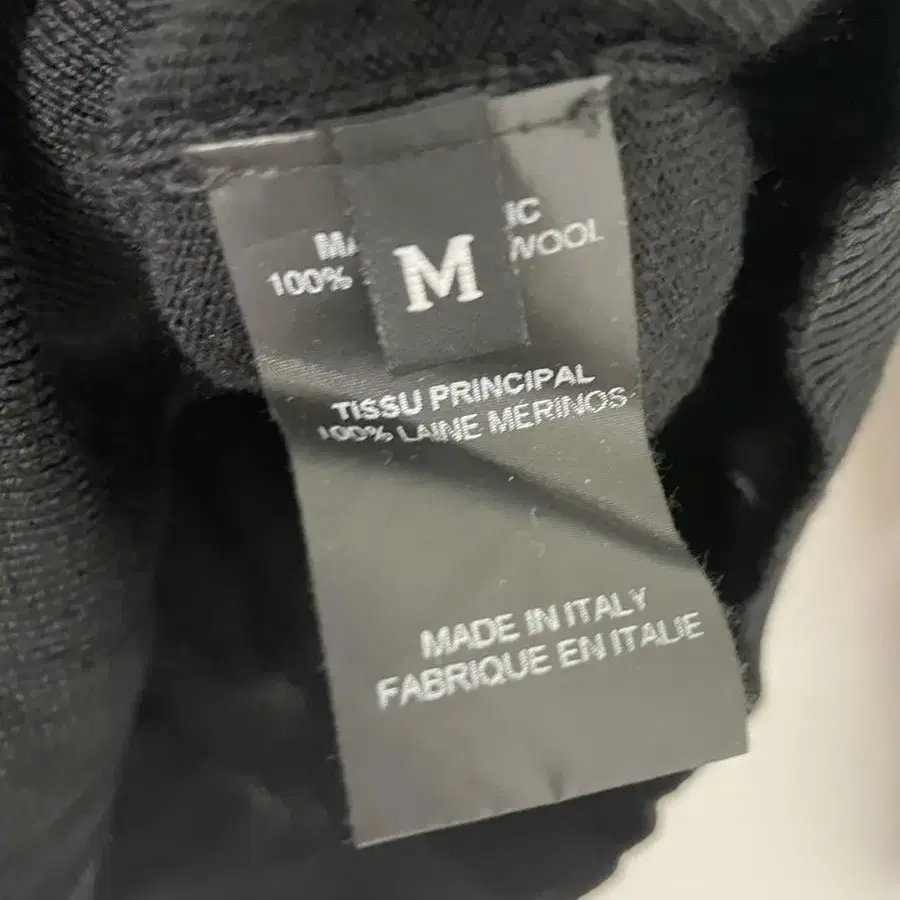 M
100% WOOL
TISSU PRINCIPAL
100% LAINE MERINOS
MADE IN ITALY
FABRIQUE EN ITALIE